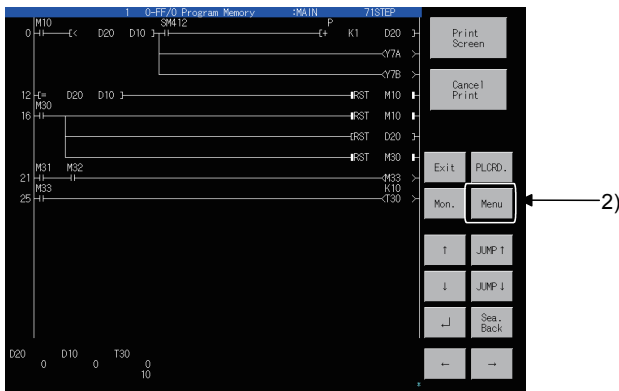 1 0-FF/0 Program Memory :MAIN 71STEP
M10 SM412 P
0 < D20 D10 + K1 D20
Y7A
Y7B
12 = D20 D10 RST M10
M30
16 RST M10
RST D20
RST M30
M31 M32
21 M33
M33 K10
25 T30
D20 D10 T30
0 0 0
10
Print
Screen
Cancel
Print
Exit PLCRD.
Mon. Menu
2)
↑ JUMP↑
↓ JUMP↓
↵ Sea.
Back
← →